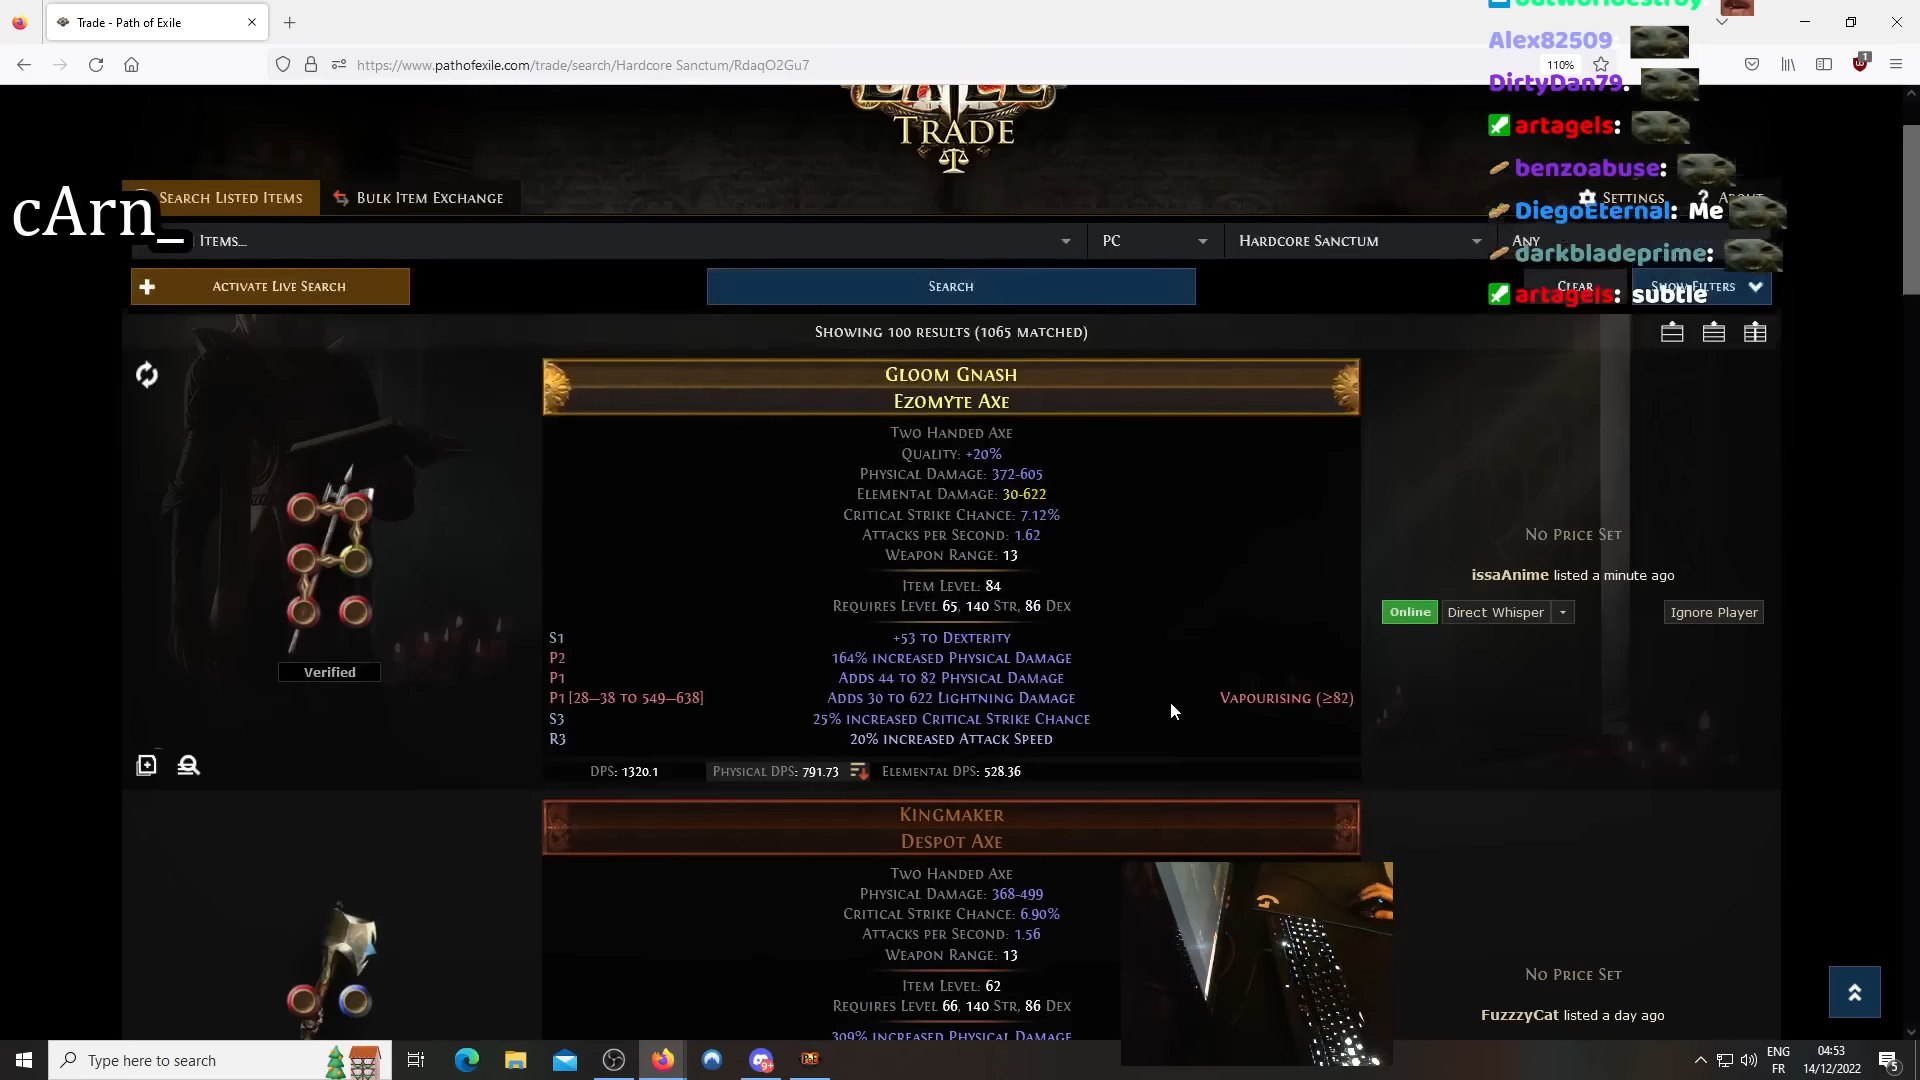 Trade - Path of Exile
https://www.pathofexile.com/trade/search/Hardcore Sanctum/RdaqO2Gu7
110%
1
Alex82509
DirtyDan79:
artagels:
benzoabuse:
DiegoEternal: Me
darkbladeprime:
artagels: subtle
TRADE
cArn_
SEARCH LISTED ITEMS
BULK ITEM EXCHANGE
SETTINGS
? ABOUT
ITEMS...
PC
HARDCORE SANCTUM
ANY
ACTIVATE LIVE SEARCH
SEARCH
CLEAR
SHOW FILTERS
SHOWING 100 RESULTS (1065 MATCHED)
GLOOM GNASH
EZOMYTE AXE
TWO HANDED AXE
QUALITY: +20%
PHYSICAL DAMAGE: 372-605
ELEMENTAL DAMAGE: 30-622
CRITICAL STRIKE CHANCE: 7.12%
ATTACKS PER SECOND: 1.62
WEAPON RANGE: 13
ITEM LEVEL: 84
REQUIRES LEVEL 65, 140 STR, 86 DEX
S1 +53 TO DEXTERITY
P2 164% INCREASED PHYSICAL DAMAGE
P1 ADDS 44 TO 82 PHYSICAL DAMAGE
P1 [28—38 TO 549—638] ADDS 30 TO 622 LIGHTNING DAMAGE VAPOURISING (≥82)
S3 25% INCREASED CRITICAL STRIKE CHANCE
R3 20% INCREASED ATTACK SPEED
DPS: 1320.1 PHYSICAL DPS: 791.73 ELEMENTAL DPS: 528.36
Verified
NO PRICE SET
issaAnime listed a minute ago
Online Direct Whisper Ignore Player
KINGMAKER
DESPOT AXE
TWO HANDED AXE
PHYSICAL DAMAGE: 368-499
CRITICAL STRIKE CHANCE: 6.90%
ATTACKS PER SECOND: 1.56
WEAPON RANGE: 13
ITEM LEVEL: 62
REQUIRES LEVEL 66, 140 STR, 86 DEX
309% INCREASED PHYSICAL DAMAGE
NO PRICE SET
FuzzzyCat listed a day ago
Type here to search
9+
PoE
ENG
FR
04:53
14/12/2022
5